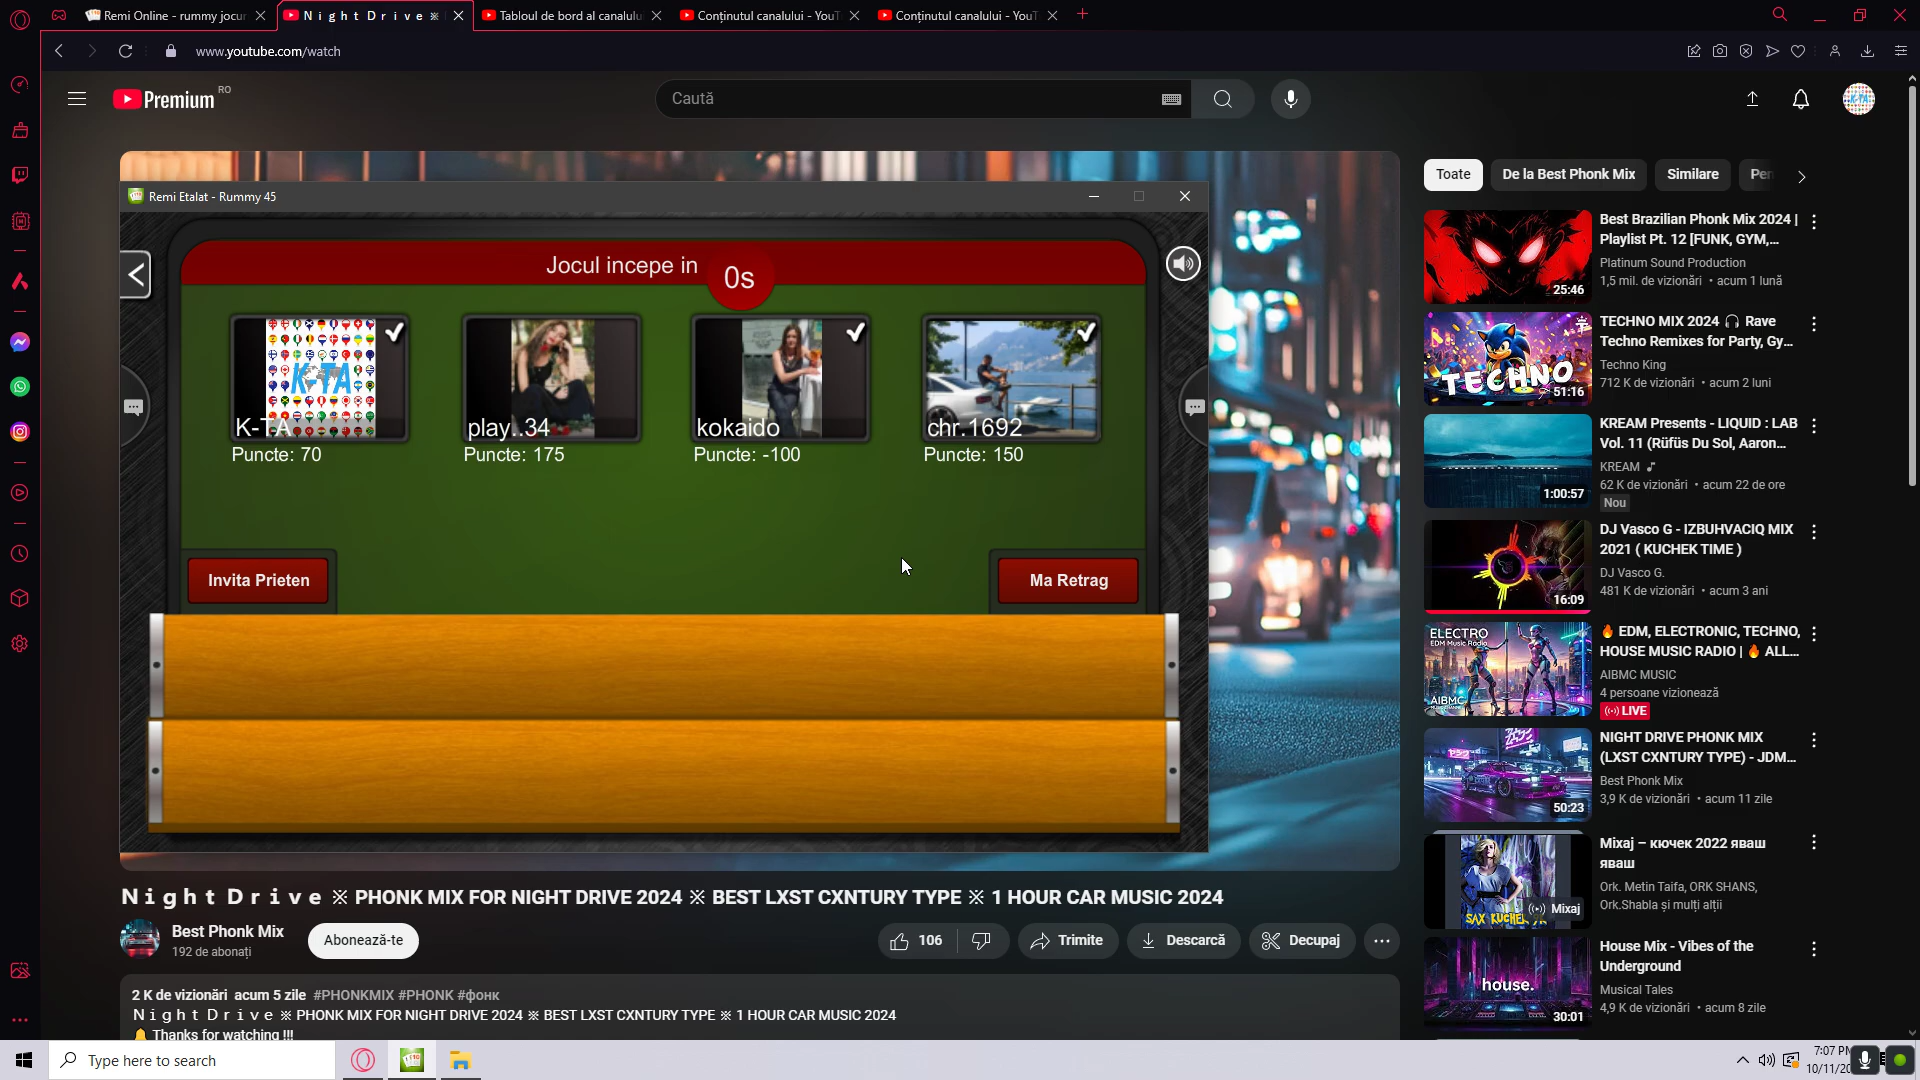 Remi Online - rummy jocur
N i g h t  D r i v e ※
Tabloul de bord al canalulu
Conținutul canalului - YouT
Conținutul canalului - YouT
www.youtube.com/watch
Premium RO
Caută
Toate
De la Best Phonk Mix
Similare
Remi Etalat - Rummy 45
Jocul incepe in 0s
K-TA
K-TA
Puncte: 70
play..34
Puncte: 175
kokaido
Puncte: -100
chr.1692
Puncte: 150
Invita Prieten
Ma Retrag
N i g h t  D r i v e ※ PHONK MIX FOR NIGHT DRIVE 2024 ※ BEST LXST CXNTURY TYPE ※ 1 HOUR CAR MUSIC 2024
Best Phonk Mix
192 de abonați
Abonează-te
106
Trimite
Descarcă
Decupaj
2 K de vizionări acum 5 zile #PHONKMIX #PHONK #фонк
N i g h t  D r i v e ※ PHONK MIX FOR NIGHT DRIVE 2024 ※ BEST LXST CXNTURY TYPE ※ 1 HOUR CAR MUSIC 2024
🔔 Thanks for watching !!!
25:46
Best Brazilian Phonk Mix 2024 |
Playlist Pt. 12 [FUNK, GYM,...
Platinum Sound Production
1,5 mil. de vizionări • acum 1 lună
TECHNO
51:16
TECHNO MIX 2024 🎧 Rave
Techno Remixes for Party, Gy...
Techno King
712 K de vizionări • acum 2 luni
1:00:57
KREAM Presents - LIQUID : LAB
Vol. 11 (Rüfüs Du Sol, Aaron...
KREAM
62 K de vizionări • acum 22 de ore
Nou
16:09
DJ Vasco G - IZBUHVACIQ MIX
2021 ( KUCHEK TIME )
DJ Vasco G.
481 K de vizionări • acum 3 ani
ELECTRO
EDM Music Radio
AIBMC
🔥 EDM, ELECTRONIC, TECHNO,
HOUSE MUSIC RADIO | 🔥 ALL...
AIBMC MUSIC
4 persoane vizionează
LIVE
50:23
NIGHT DRIVE PHONK MIX
(LXST CXNTURY TYPE) - JDM...
Best Phonk Mix
3,9 K de vizionări • acum 11 zile
SAX KUCHEK
Mixaj
Mixaj – кючек 2022 яваш
яваш
Ork. Metin Taifa, ORK SHANS,
Ork.Shabla și mulți alții
house.
30:01
House Mix - Vibes of the
Underground
Musical Tales
4,9 K de vizionări • acum 8 zile
Type here to search
7:07 PM
10/11/20